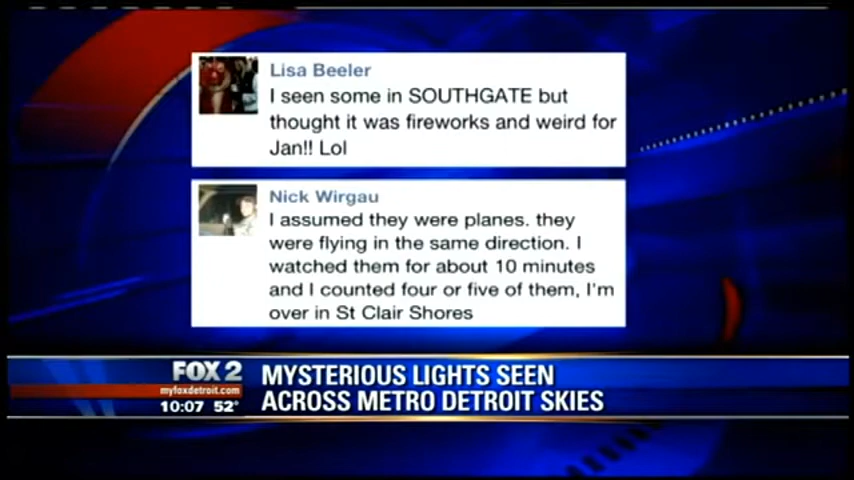 Lisa Beeler
I seen some in SOUTHGATE but
thought it was fireworks and weird for
Jan!! Lol
Nick Wirgau
I assumed they were planes. they
were flying in the same direction. I
watched them for about 10 minutes
and I counted four or five of them, I'm
over in St Clair Shores
FOX 2
myfoxdetroit.com
10:07 52°
MYSTERIOUS LIGHTS SEEN
ACROSS METRO DETROIT SKIES